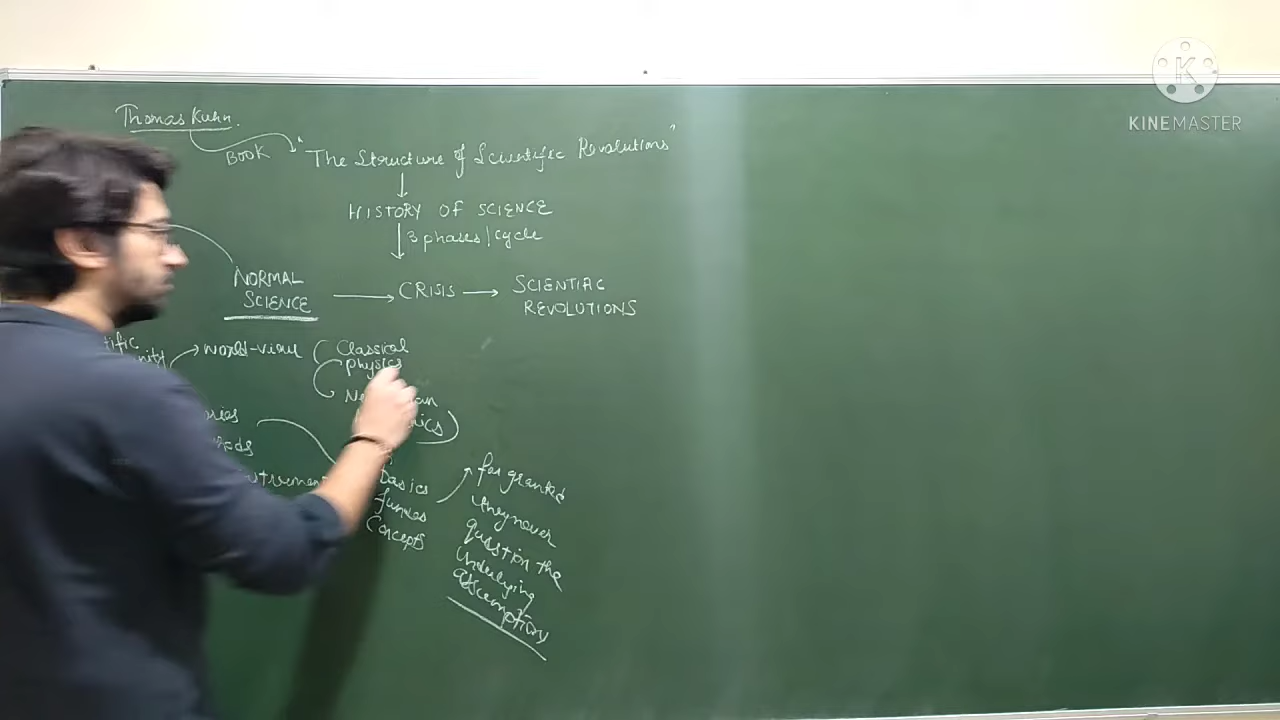 Thomas Kuhn.
BOOK
"The Structure of Scientific Revolutions"
HISTORY OF SCIENCE
3 phases/cycle
NORMAL
SCIENCE
CRISIS
SCIENTIFIC
REVOLUTIONS
world-view
Classical
physics
Basics
Concepts
for granted
they never
question the
underlying
assumptions
KINEMASTER